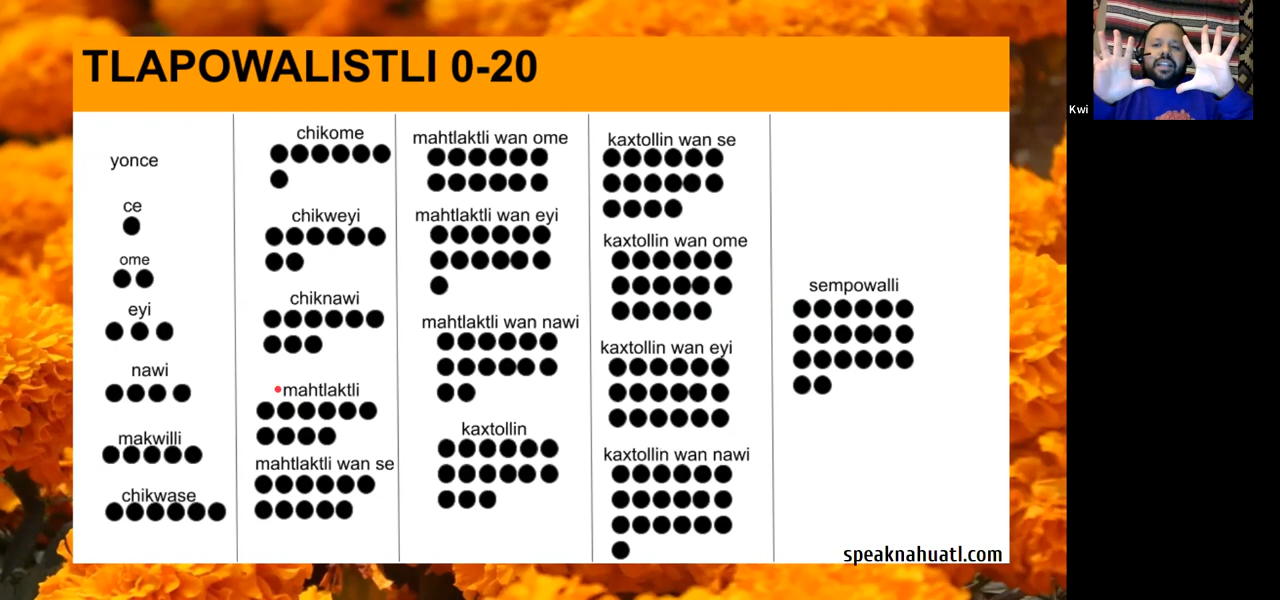 TLAPOWALISTLI 0-20
yonce
ce
ome
eyi
nawi
makwilli
chikwase
chikome
chikweyi
chiknawi
mahtlaktli
mahtlaktli wan se
mahtlaktli wan ome
mahtlaktli wan eyi
mahtlaktli wan nawi
kaxtollin
kaxtollin wan se
kaxtollin wan ome
kaxtollin wan eyi
kaxtollin wan nawi
sempowalli
speaknahuatl.com
Kwi